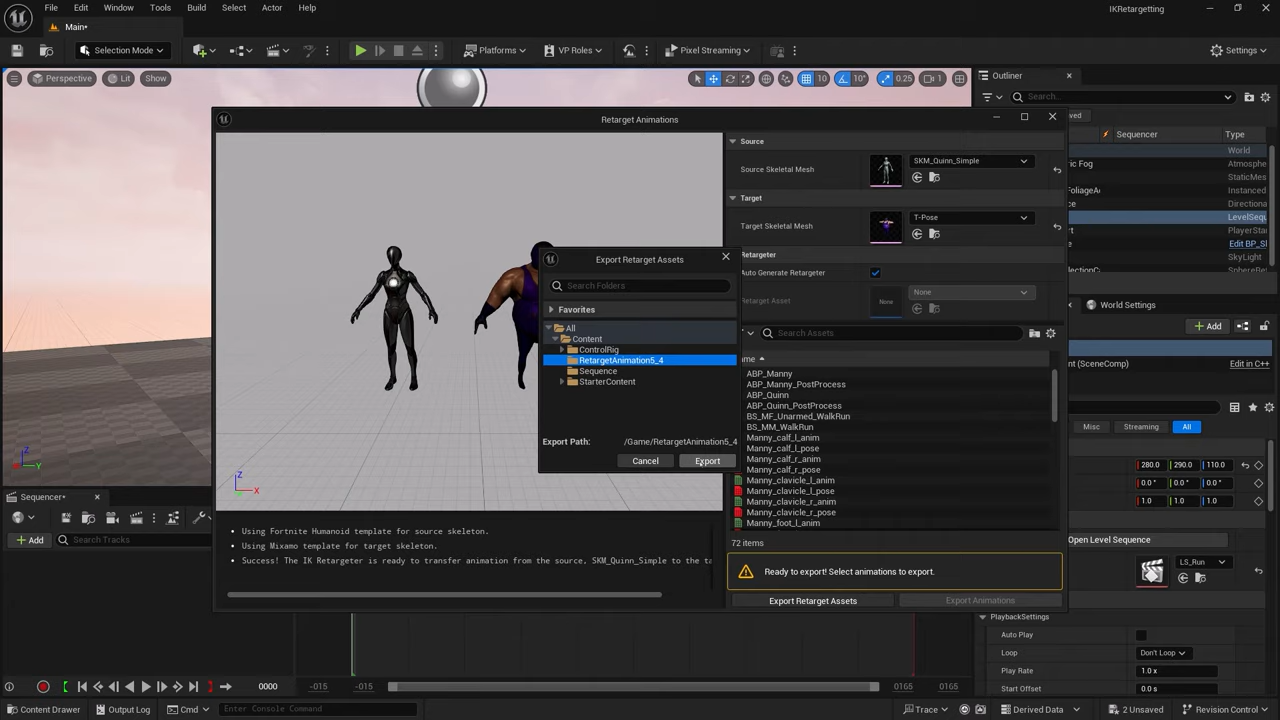 File Edit Window Tools Build Select Actor Help
IKRetargetting
Main*
Selection Mode
Platforms
VP Roles
Pixel Streaming
Settings
Perspective
Lit
Show
10
10°
0.25
1
Outliner
Search...
Sequencer
Type
World
Atmosphe
StaticMes
Instanced
Directiona
LevelSequ
PlayerStar
Edit BP_SI
SkyLight
SphereRe
Retarget Animations
Source
Source Skeletal Mesh
SKM_Quinn_Simple
Target
Target Skeletal Mesh
T-Pose
Retargeter
Auto Generate Retargeter
Retarget Asset
None
None
Search Assets
ABP_Manny
ABP_Manny_PostProcess
ABP_Quinn
ABP_Quinn_PostProcess
BS_MF_Unarmed_WalkRun
BS_MM_WalkRun
Manny_calf_l_anim
Manny_calf_l_pose
Manny_calf_r_anim
Manny_calf_r_pose
Manny_clavicle_l_anim
Manny_clavicle_l_pose
Manny_clavicle_r_anim
Manny_clavicle_r_pose
Manny_foot_l_anim
72 items
Ready to export! Select animations to export.
Export Retarget Assets
Export Animations
Export Retarget Assets
Search Folders
Favorites
All
Content
ControlRig
RetargetAnimation5_4
Sequence
StarterContent
Export Path:
/Game/RetargetAnimation5_4
Cancel
Export
• Using Fortnite Humanoid template for source skeleton.
• Using Mixamo template for target skeleton.
• Success! The IK Retargeter is ready to transfer animation from the source, SKM_Quinn_Simple to the ta
World Settings
Add
(SceneComp)
Edit in C++
Misc
Streaming
All
280.0
290.0
110.0
0.0 °
0.0 °
0.0 °
1.0
1.0
1.0
Open Level Sequence
LS_Run
PlaybackSettings
Auto Play
Loop
Don't Loop
Play Rate
1.0 x
Start Offset
0.0 s
Sequencer*
Add
Search Tracks
Z
Y
Z
X
0000
-015
-015
0165
0165
Content Drawer
Output Log
Cmd
Enter Console Command
Trace
Derived Data
2 Unsaved
Revision Control